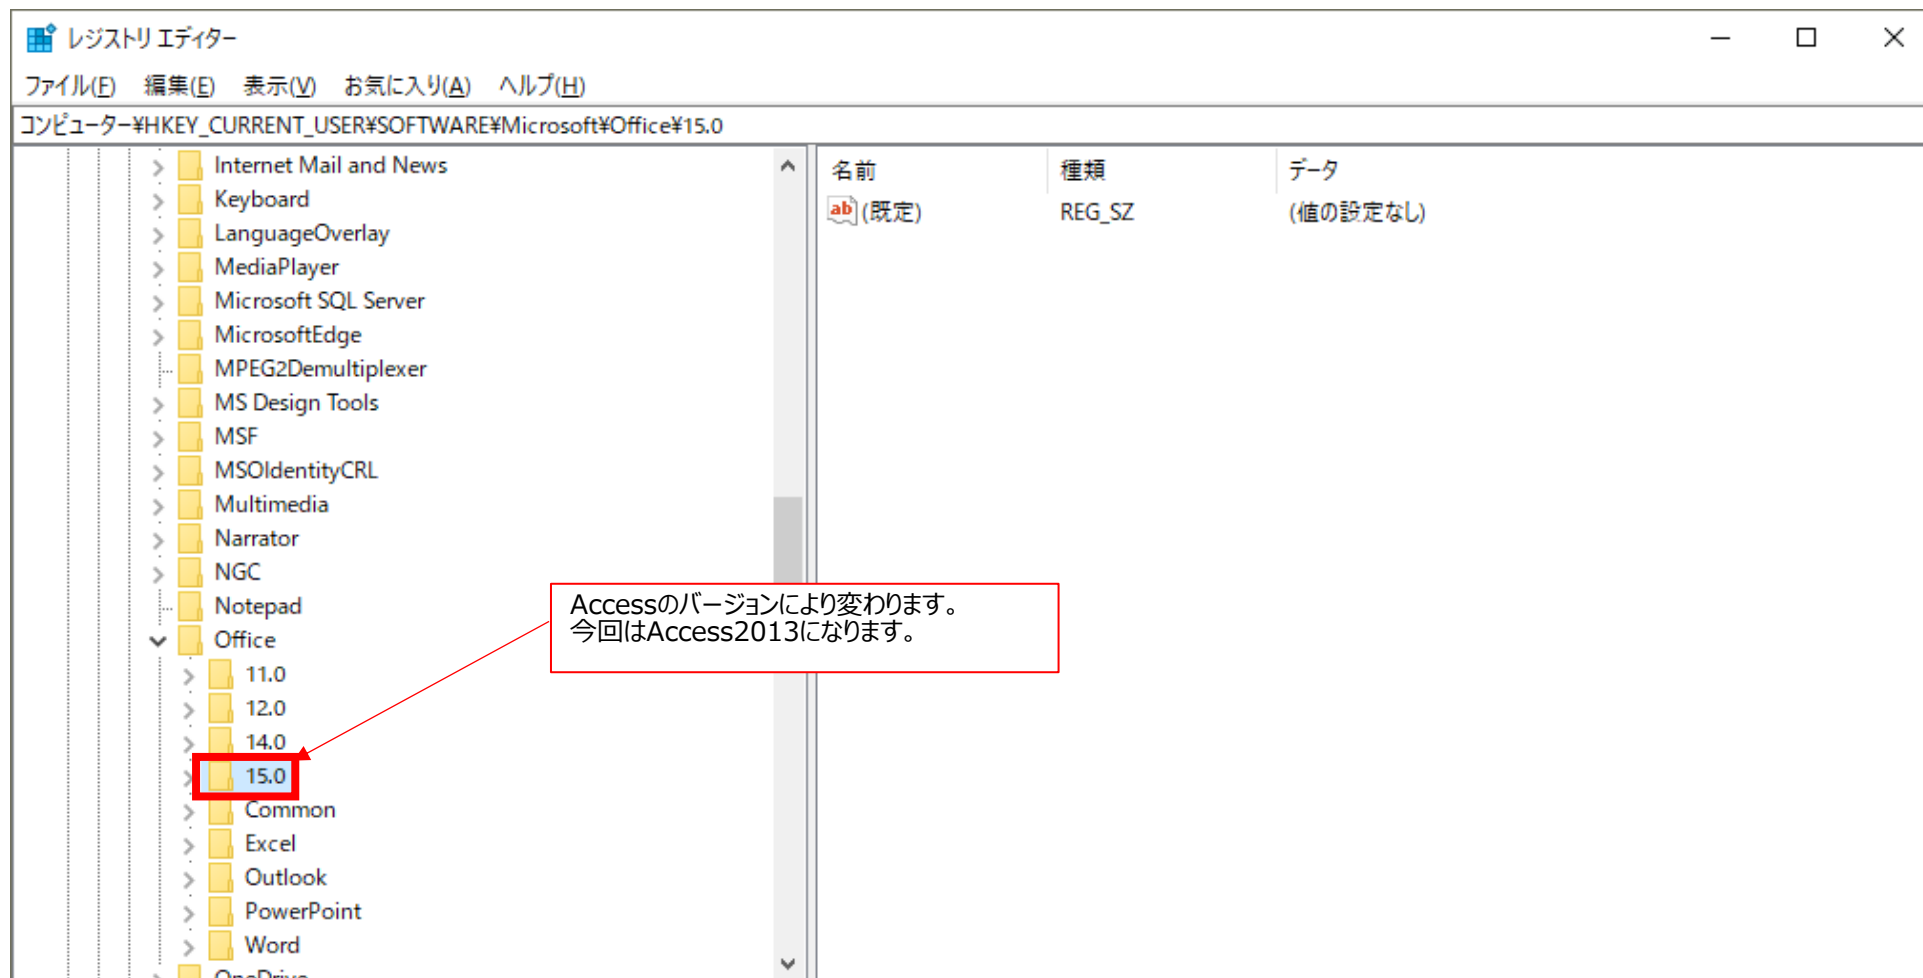 レジストリ エディター
ファイル(F) 編集(E) 表示(V) お気に入り(A) ヘルプ(H)
コンピューター¥HKEY_CURRENT_USER¥SOFTWARE¥Microsoft¥Office¥15.0
Internet Mail and News
Keyboard
LanguageOverlay
MediaPlayer
Microsoft SQL Server
MicrosoftEdge
MPEG2Demultiplexer
MS Design Tools
MSF
MSOIdentityCRL
Multimedia
Narrator
NGC
Notepad
Office
11.0
12.0
14.0
15.0
Common
Excel
Outlook
PowerPoint
Word
OneDrive
名前 種類 データ
ab (既定) REG_SZ (値の設定なし)
Accessのバージョンにより変わります。
今回はAccess2013になります。